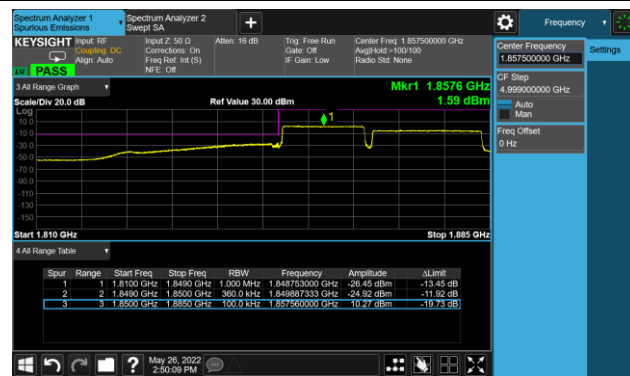 Spectrum Analyzer 1
Spurious Emissions
Spectrum Analyzer 2
Swept SA
Frequency
KEYSIGHT
Input: RF
Coupling: DC
Align: Auto
Input Z: 50 Ω
Corrections: On
Freq Ref: Int (S)
NFE: Off
Atten: 16 dB
Trig: Free Run
Gate: Off
IF Gain: Low
Center Freq: 1.857500000 GHz
Avg|Hold:>100/100
Radio Std: None
PASS
Center Frequency
1.857500000 GHz
Settings
CF Step
4.999000000 GHz
Auto
Man
Freq Offset
0 Hz
3 All Range Graph
Mkr1 1.8576 GHz
1.59 dBm
Scale/Div 20.0 dB
Ref Value 30.00 dBm
Log
10.0
-10.0
-30.0
-50.0
-70.0
-90.0
-110
-130
-150
1
Start 1.810 GHz
Stop 1.885 GHz
4 All Range Table
Spur Range Start Freq Stop Freq RBW Frequency Amplitude ΔLimit
1 1 1.8100 GHz 1.8490 GHz 1.000 MHz 1.848753000 GHz -26.45 dBm -13.45 dB
2 2 1.8490 GHz 1.8500 GHz 360.0 kHz 1.849887333 GHz -24.92 dBm -11.92 dB
3 3 1.8500 GHz 1.8850 GHz 100.0 kHz 1.857560000 GHz 10.27 dBm -19.73 dB
May 26, 2022
2:50:09 PM